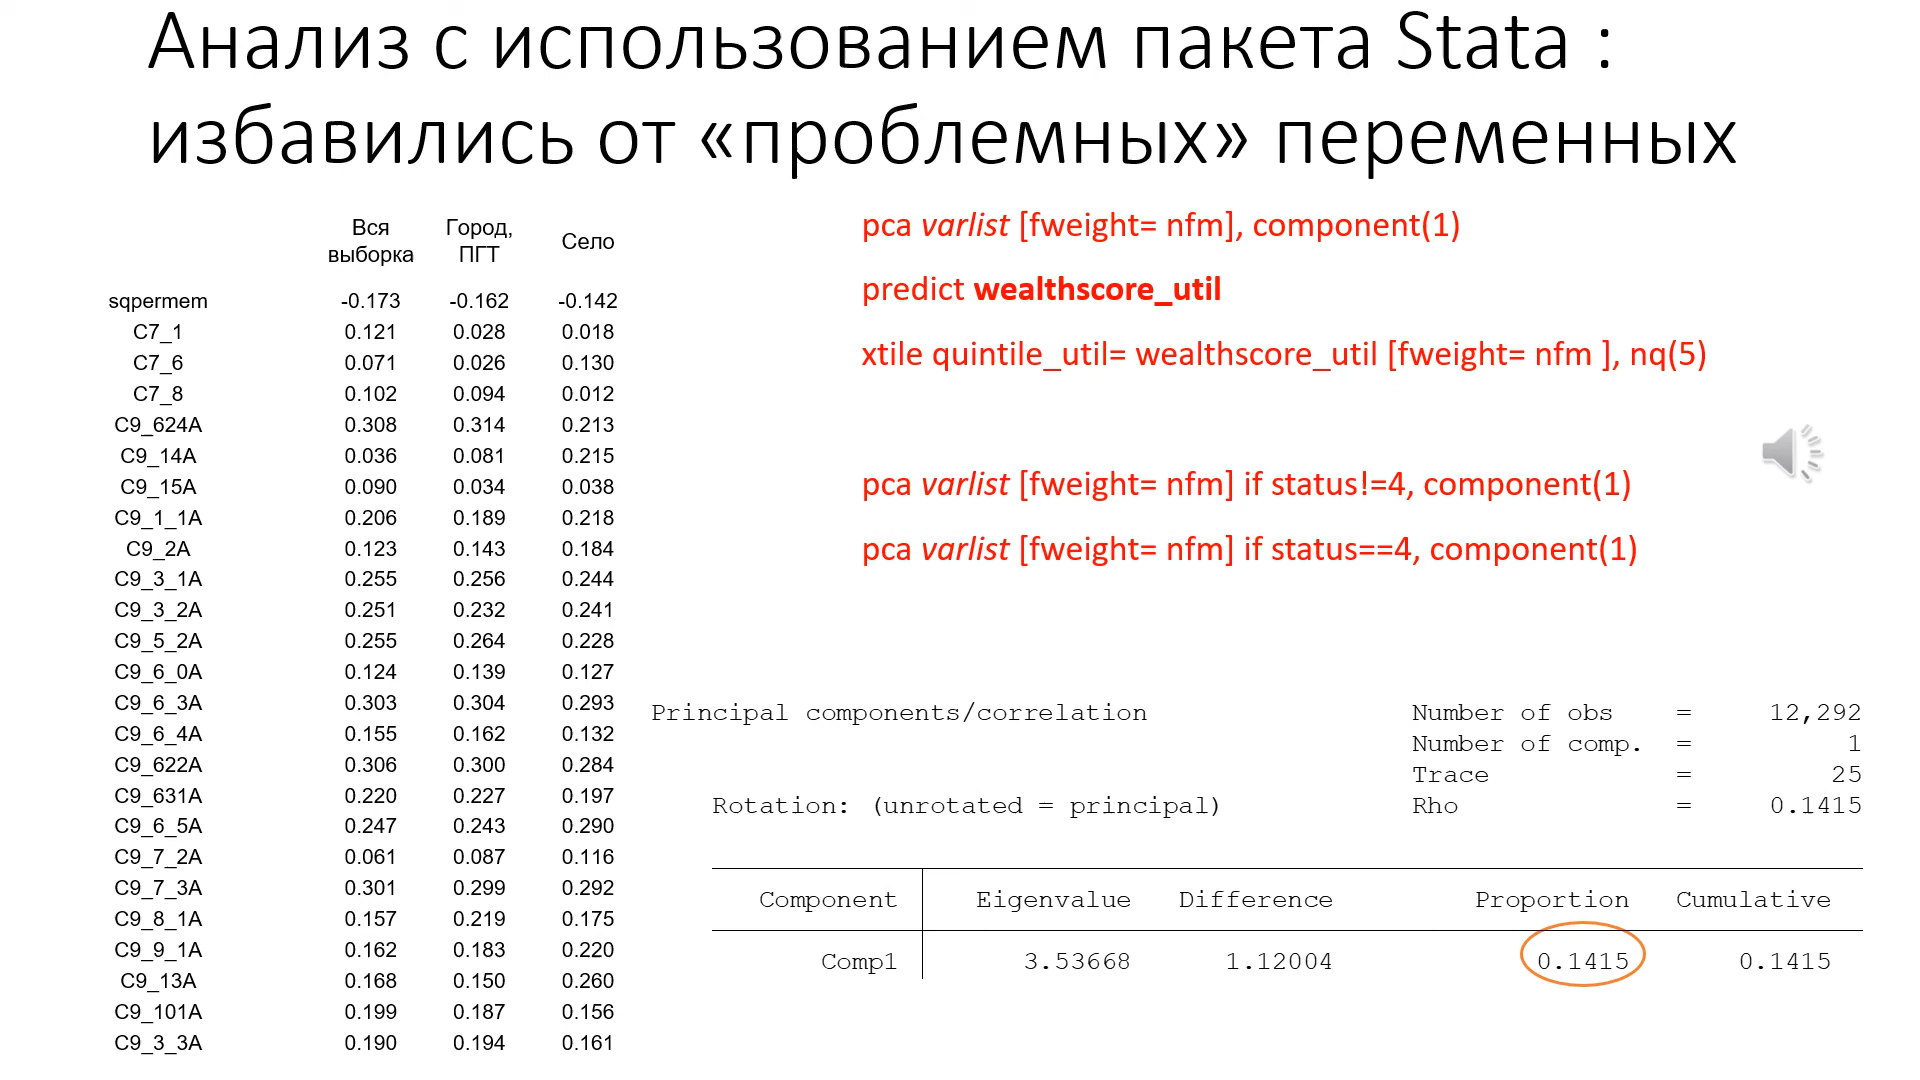 Анализ с использованием пакета Stata :
избавились от «проблемных» переменных
Вся выборка Город, ПГТ Село
sqpermem -0.173 -0.162 -0.142
C7_1 0.121 0.028 0.018
C7_6 0.071 0.026 0.130
C7_8 0.102 0.094 0.012
C9_624A 0.308 0.314 0.213
C9_14A 0.036 0.081 0.215
C9_15A 0.090 0.034 0.038
C9_1_1A 0.206 0.189 0.218
C9_2A 0.123 0.143 0.184
C9_3_1A 0.255 0.256 0.244
C9_3_2A 0.251 0.232 0.241
C9_5_2A 0.255 0.264 0.228
C9_6_0A 0.124 0.139 0.127
C9_6_3A 0.303 0.304 0.293
C9_6_4A 0.155 0.162 0.132
C9_622A 0.306 0.300 0.284
C9_631A 0.220 0.227 0.197
C9_6_5A 0.247 0.243 0.290
C9_7_2A 0.061 0.087 0.116
C9_7_3A 0.301 0.299 0.292
C9_8_1A 0.157 0.219 0.175
C9_9_1A 0.162 0.183 0.220
C9_13A 0.168 0.150 0.260
C9_101A 0.199 0.187 0.156
C9_3_3A 0.190 0.194 0.161
pca varlist [fweight= nfm], component(1)
predict wealthscore_util
xtile quintile_util= wealthscore_util [fweight= nfm ], nq(5)
pca varlist [fweight= nfm] if status!=4, component(1)
pca varlist [fweight= nfm] if status==4, component(1)
Principal components/correlation Number of obs = 12,292
Number of comp. = 1
Trace = 25
Rotation: (unrotated = principal) Rho = 0.1415
Component Eigenvalue Difference Proportion Cumulative
Comp1 3.53668 1.12004 0.1415 0.1415